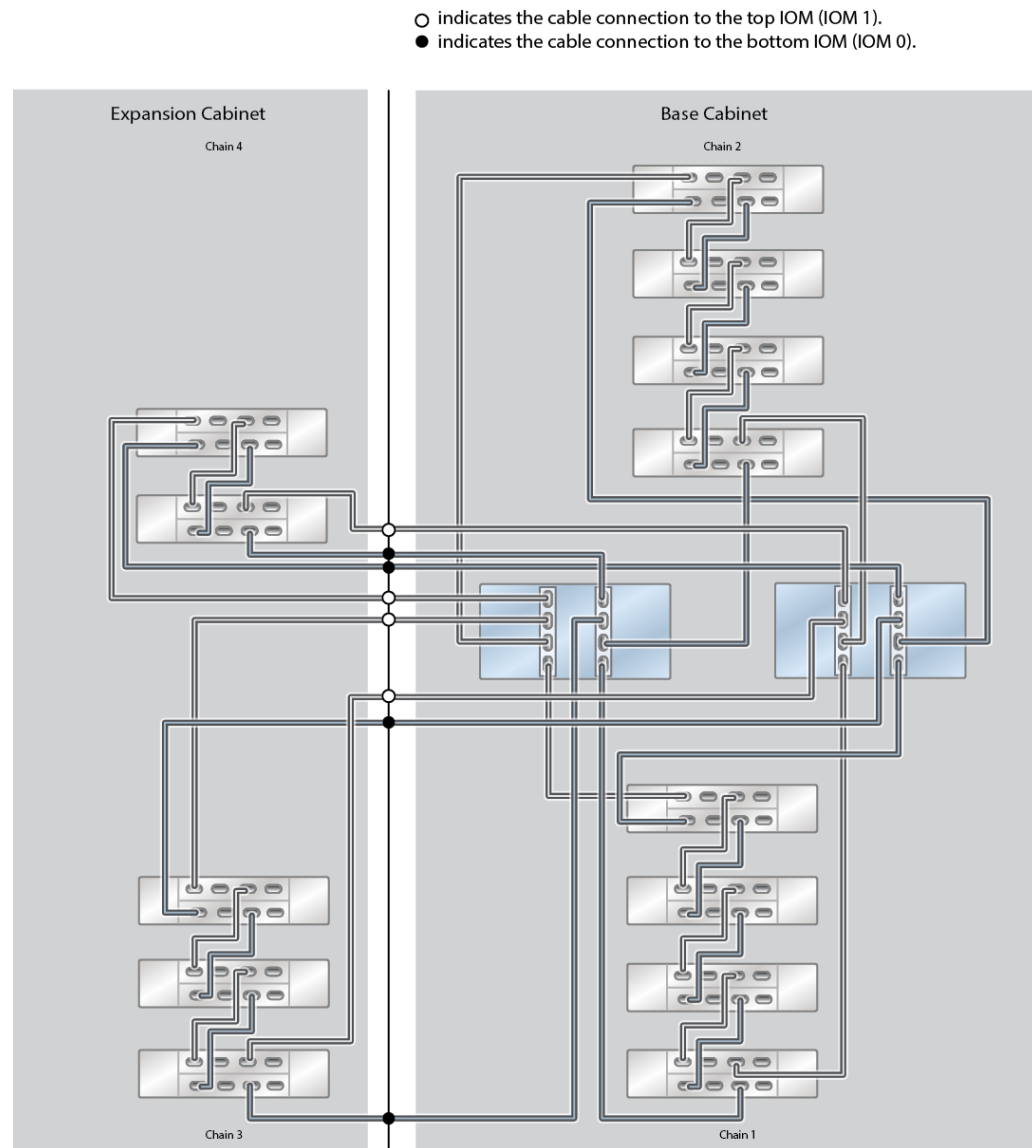 indicates the cable connection to the top IOM (IOM 1).
indicates the cable connection to the bottom IOM (IOM 0).
Expansion Cabinet
Base Cabinet
Chain 4
Chain 2
Chain 3
Chain 1